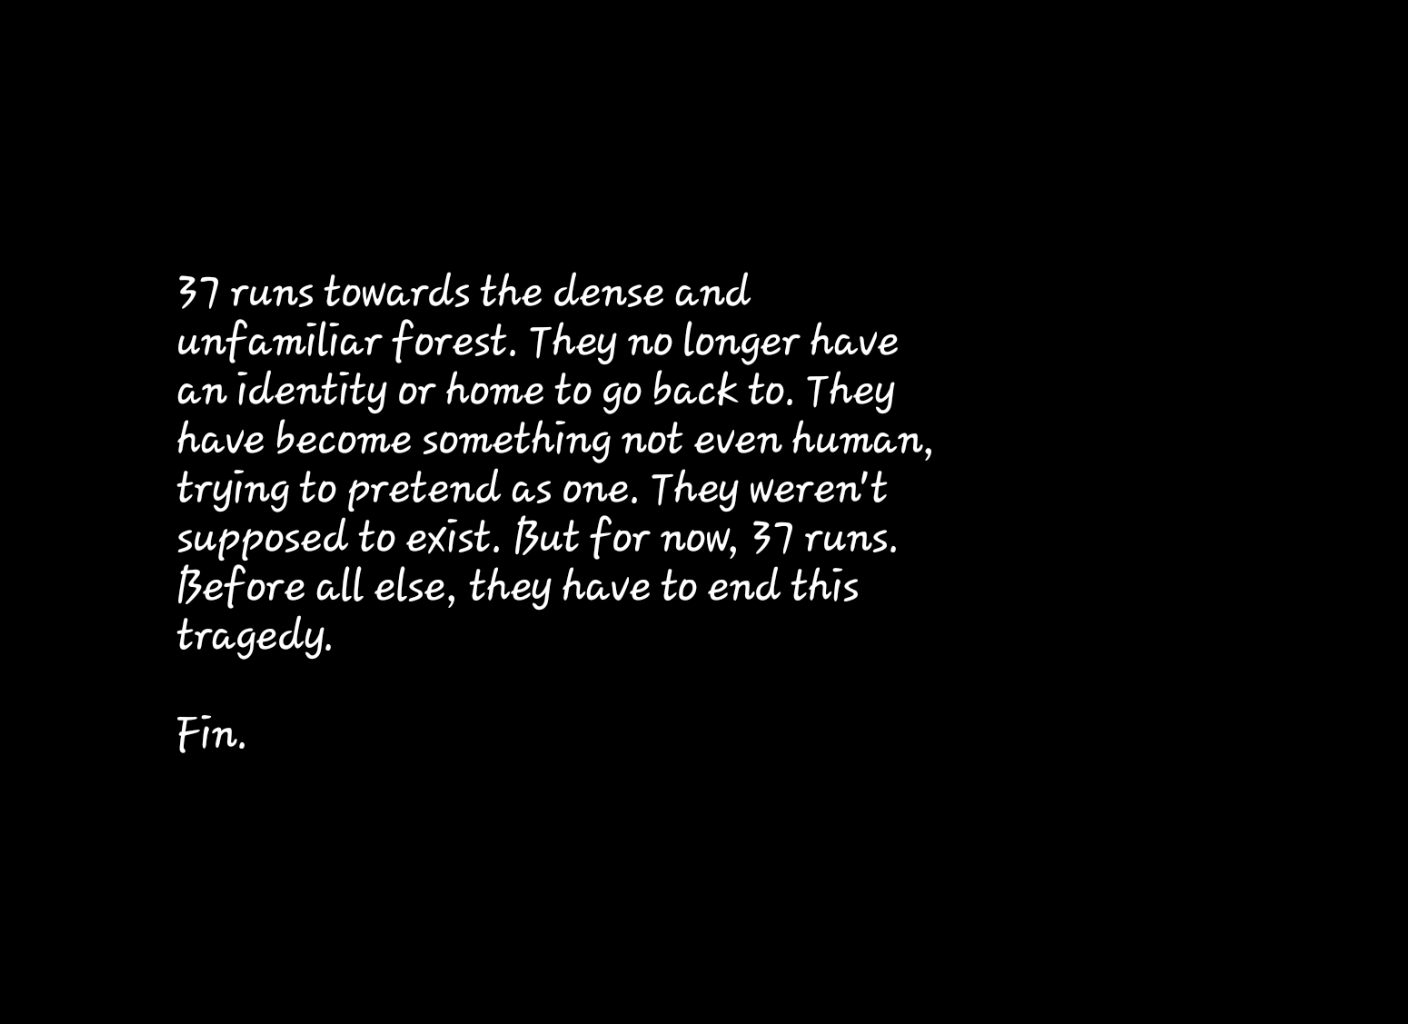 37 runs towards the dense and
unfamiliar forest. They no longer have
an identity or home to go back to. They
have become something not even human,
trying to pretend as one. They weren't
supposed to exist. But for now, 37 runs.
Before all else, they have to end this
tragedy.
Fin.